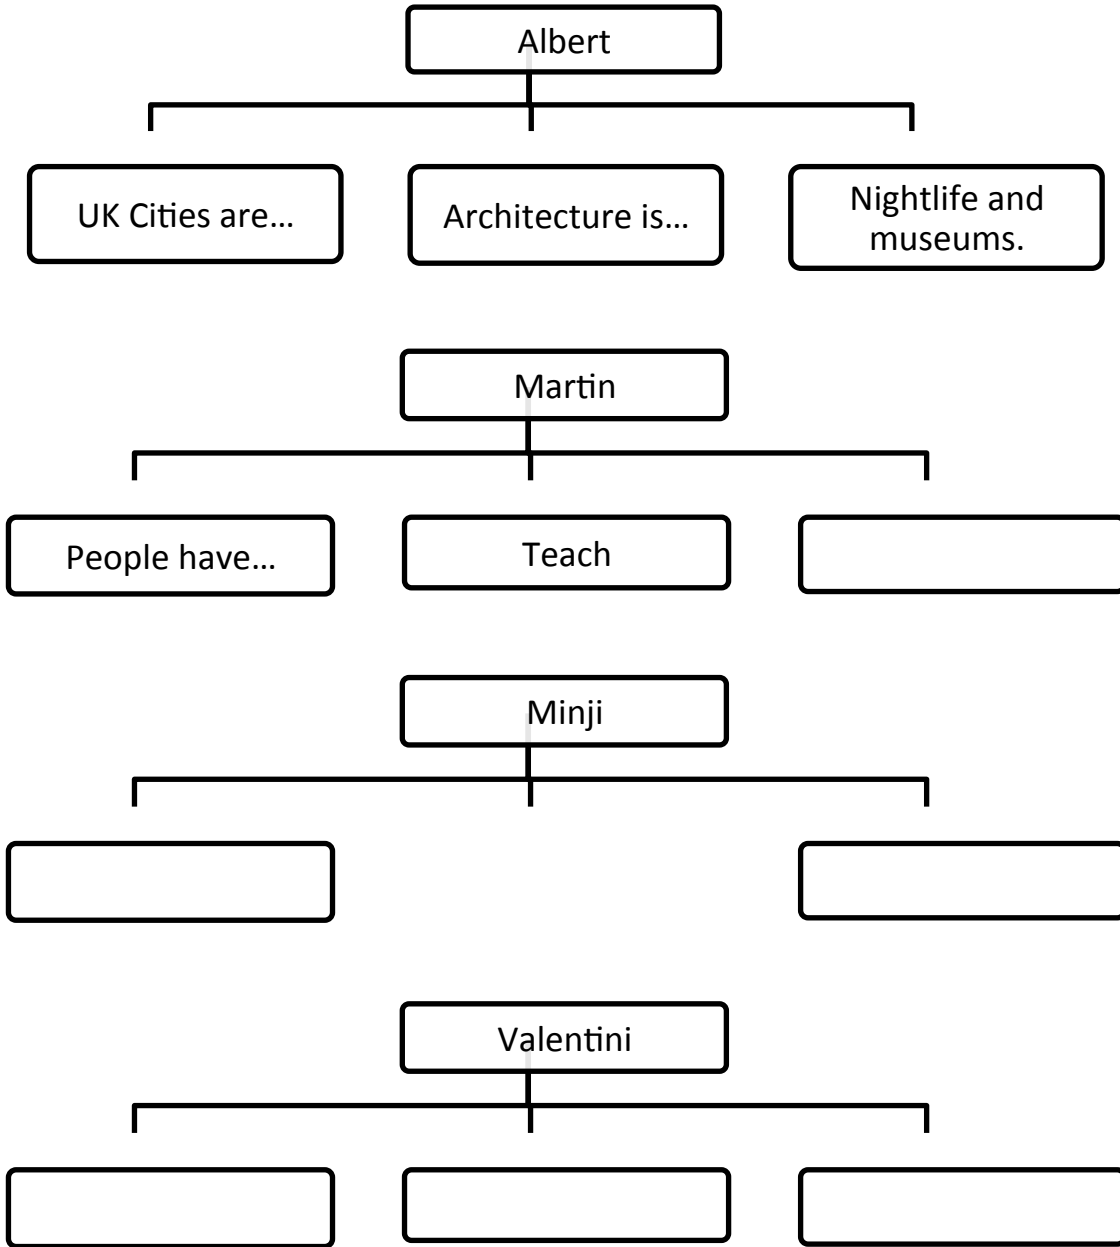 Albert
UK Cities are…
Architecture is…
Nightlife and
museums.
Martin
People have…
Teach
Minji
Valentini